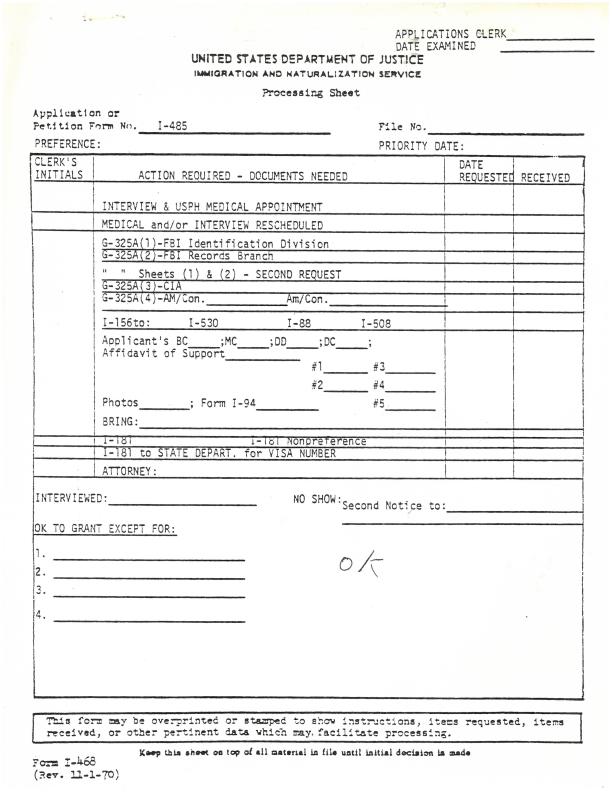 APPLICATIONS CLERK
DATE EXAMINED
UNITED STATES DEPARTMENT OF JUSTICE
IMMIGRATION AND NATURALIZATION SERVICE
Processing Sheet
Application or
Petition Form No. I-485 File No.
PREFERENCE: PRIORITY DATE:
CLERK'S DATE
INITIALS ACTION REQUIRED - DOCUMENTS NEEDED REQUESTED RECEIVED
INTERVIEW & USPH MEDICAL APPOINTMENT
MEDICAL and/or INTERVIEW RESCHEDULED
G-325A(1)-FBI Identification Division
G-325A(2)-FBI Records Branch
" " Sheets (1) & (2) - SECOND REQUEST
G-325A(3)-CIA
G-325A(4)-AM/Con. Am/Con.
I-156to: I-530 I-88 I-508
Applicant's BC ;MC ;DD ;DC ;
Affidavit of Support
#1 #3
#2 #4
Photos ; Form I-94 #5
BRING:
I-181 I-181 Nonpreference
I-181 to STATE DEPART. for VISA NUMBER
ATTORNEY:
INTERVIEWED: NO SHOW: Second Notice to:
OK TO GRANT EXCEPT FOR:
1.
OK
2.
3.
4.
This form may be overprinted or stamped to show instructions, items requested, items
received, or other pertinent data which may. facilitate processing.
Keep this sheet on top of all material in file until initial decision is made
Form I-468
(Rev. 11-1-70)